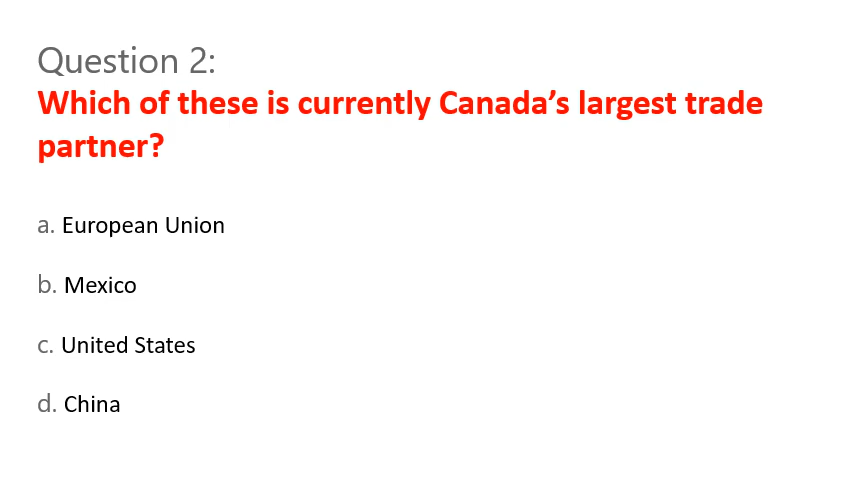 Question 2:
Which of these is currently Canada’s largest trade
partner?
a. European Union
b. Mexico
c. United States
d. China